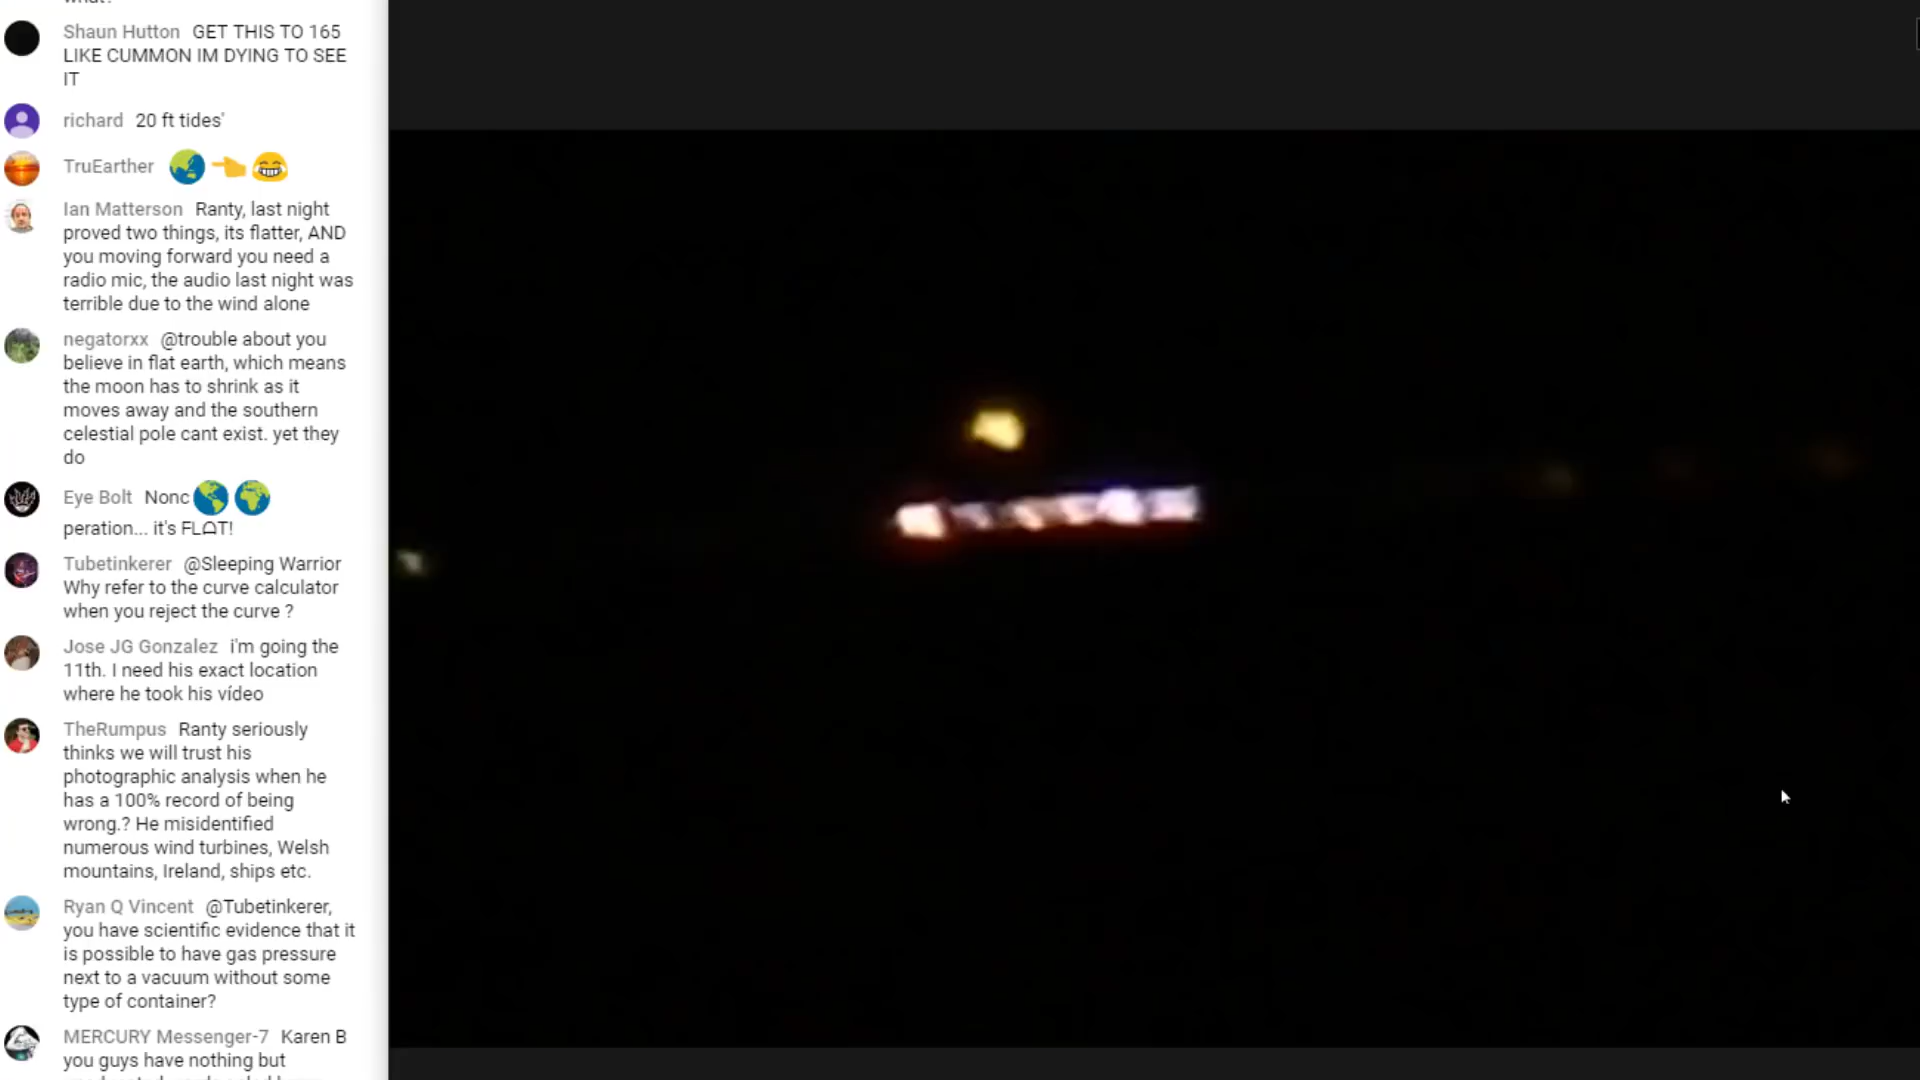 Shaun Hutton GET THIS TO 165
LIKE CUMMON IM DYING TO SEE
IT
richard 20 ft tides'
TruEarther
Ian Matterson Ranty, last night
proved two things, its flatter, AND
you moving forward you need a
radio mic, the audio last night was
terrible due to the wind alone
negatorxx @trouble about you
believe in flat earth, which means
the moon has to shrink as it
moves away and the southern
celestial pole cant exist. yet they
do
Eye Bolt Nonc
peration... it's FLΩT!
Tubetinkerer @Sleeping Warrior
Why refer to the curve calculator
when you reject the curve ?
Jose JG Gonzalez i'm going the
11th. I need his exact location
where he took his vídeo
TheRumpus Ranty seriously
thinks we will trust his
photographic analysis when he
has a 100% record of being
wrong.? He misidentified
numerous wind turbines, Welsh
mountains, Ireland, ships etc.
Ryan Q Vincent @Tubetinkerer,
you have scientific evidence that it
is possible to have gas pressure
next to a vacuum without some
type of container?
MERCURY Messenger-7 Karen B
you guys have nothing but